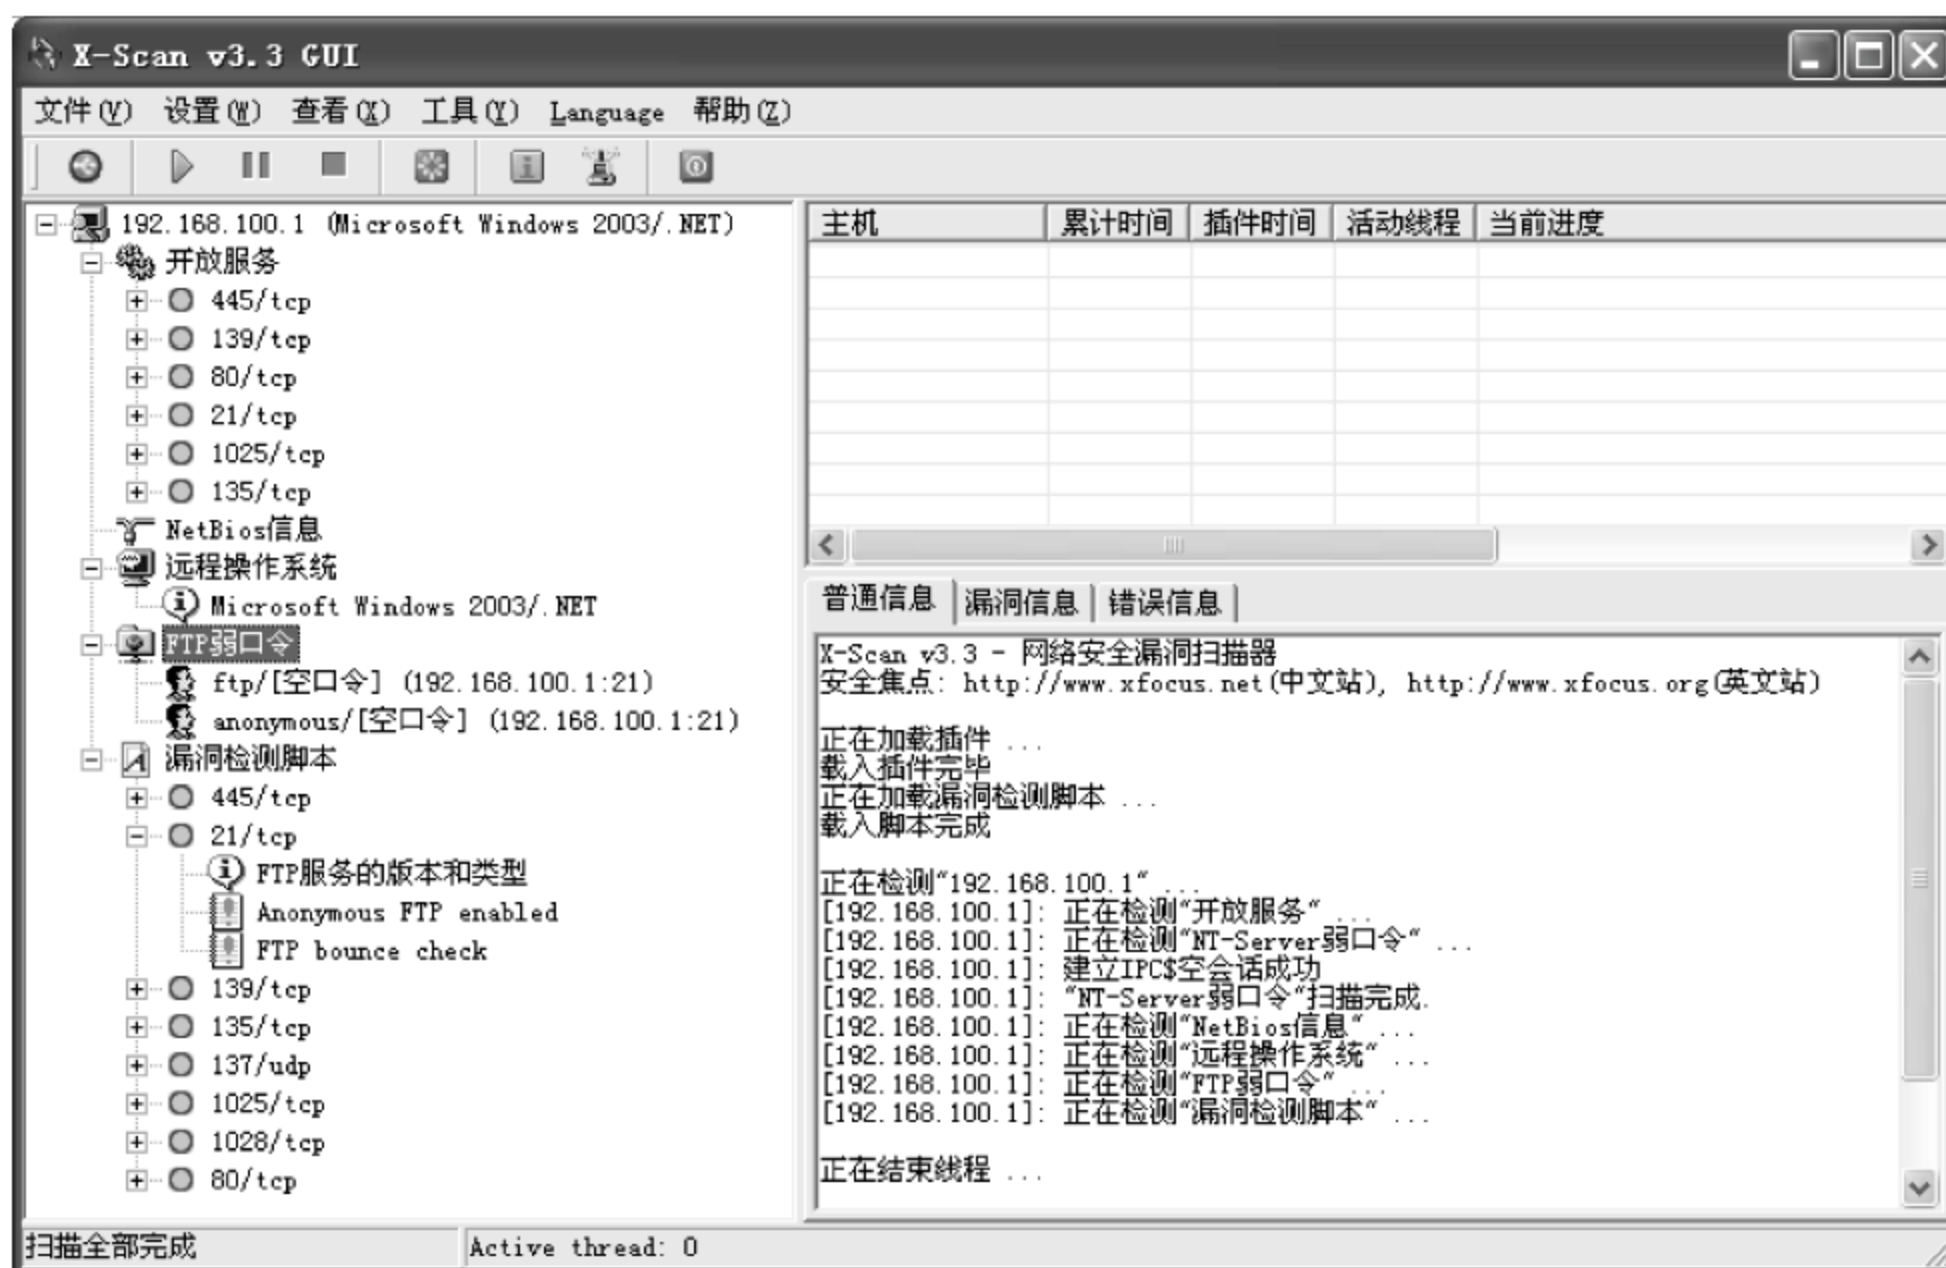 X-Scan v3.3 GUI
文件(V) 设置(W) 查看(X) 工具(Y) Language 帮助(Z)
192.168.100.1 (Microsoft Windows 2003/.NET)
开放服务
445/tcp
139/tcp
80/tcp
21/tcp
1025/tcp
135/tcp
NetBios信息
远程操作系统
Microsoft Windows 2003/.NET
FTP弱口令
ftp/[空口令] (192.168.100.1:21)
anonymous/[空口令] (192.168.100.1:21)
漏洞检测脚本
445/tcp
21/tcp
FTP服务的版本和类型
Anonymous FTP enabled
FTP bounce check
139/tcp
135/tcp
137/udp
1025/tcp
1028/tcp
80/tcp
主机 累计时间 插件时间 活动线程 当前进度
普通信息 漏洞信息 错误信息
X-Scan v3.3 - 网络安全漏洞扫描器
安全焦点: http://www.xfocus.net(中文站), http://www.xfocus.org(英文站)
正在加载插件 ...
载入插件完毕
正在加载漏洞检测脚本 ...
载入脚本完成
正在检测"192.168.100.1" ...
[192.168.100.1]: 正在检测"开放服务" ...
[192.168.100.1]: 正在检测"NT-Server弱口令" ...
[192.168.100.1]: 建立IPC$空会话成功
[192.168.100.1]: "NT-Server弱口令"扫描完成.
[192.168.100.1]: 正在检测"NetBios信息" ...
[192.168.100.1]: 正在检测"远程操作系统" ...
[192.168.100.1]: 正在检测"FTP弱口令" ...
[192.168.100.1]: 正在检测"漏洞检测脚本" ...
正在结束线程 ...
扫描全部完成 Active thread: 0